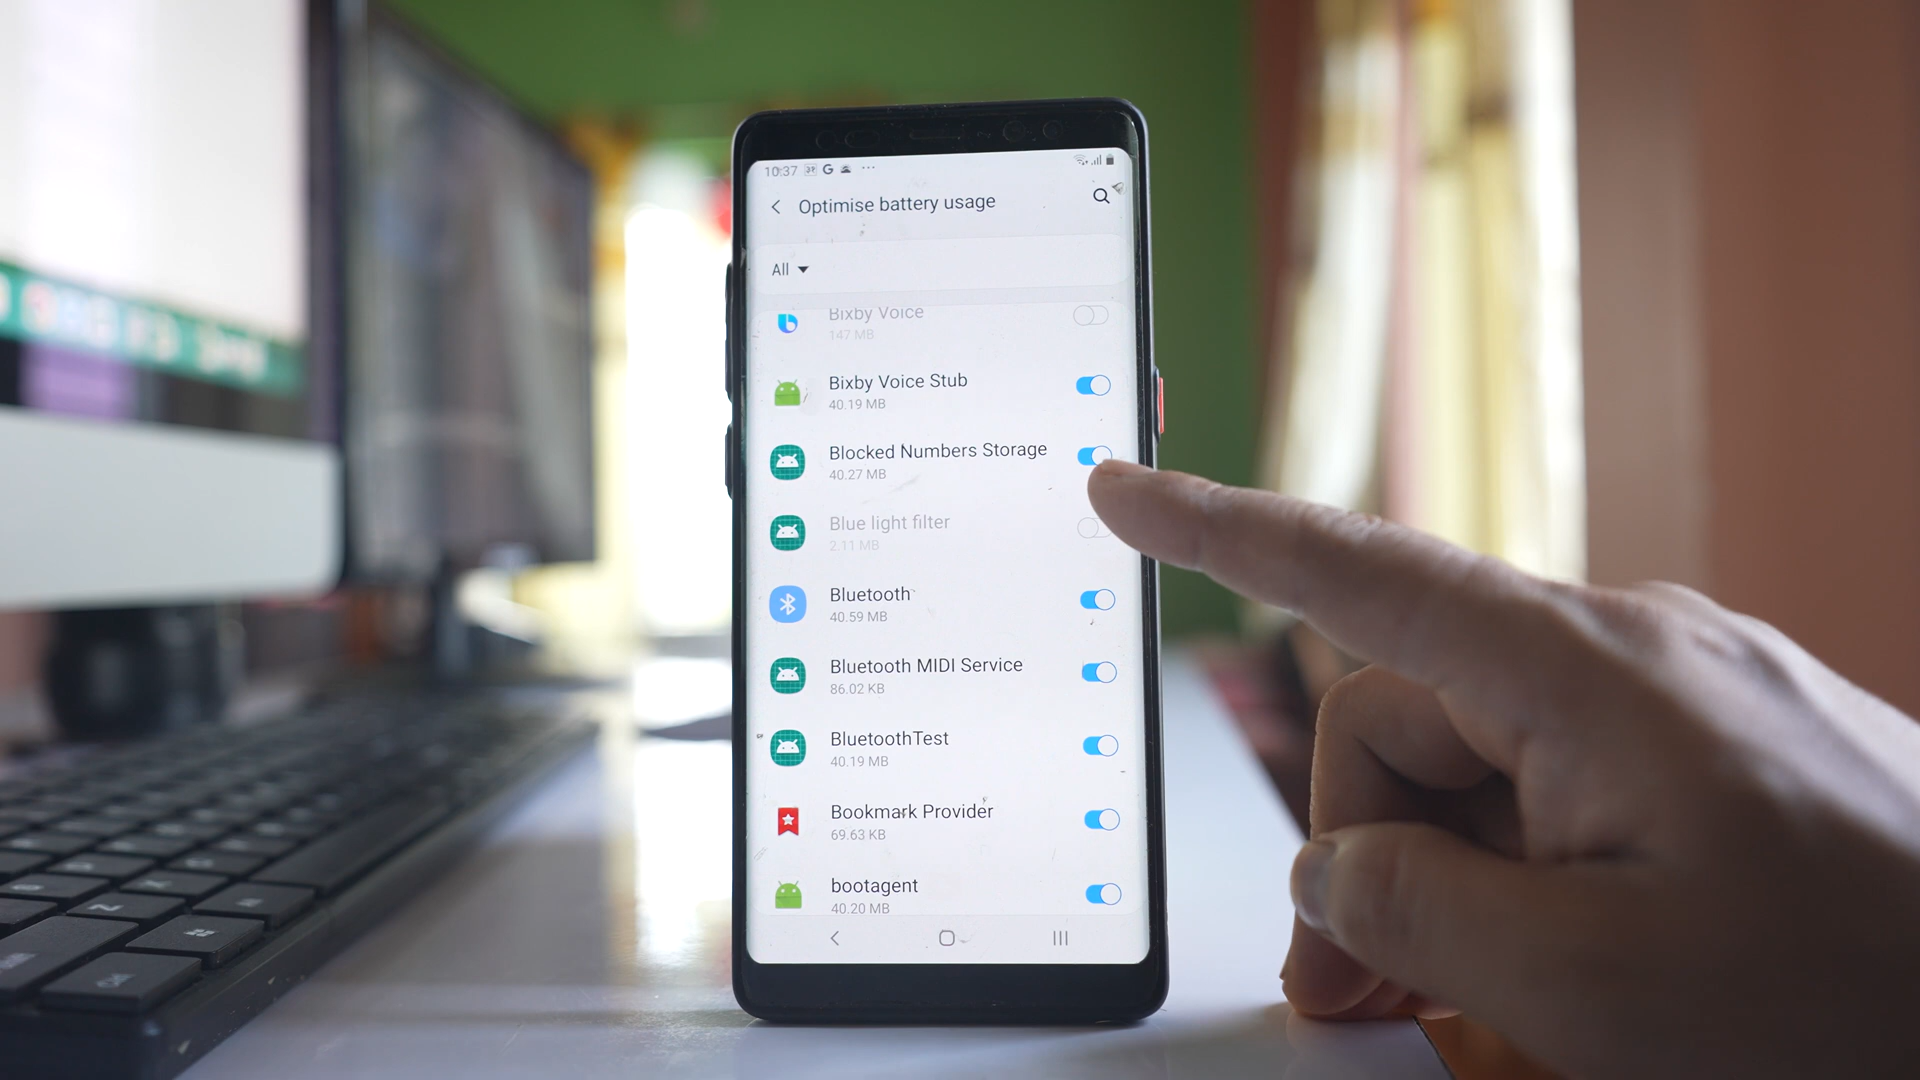 10:37
Optimise battery usage
All
Bixby Voice
147 MB
Bixby Voice Stub
40.19 MB
Blocked Numbers Storage
40.27 MB
Blue light filter
2.11 MB
Bluetooth
40.59 MB
Bluetooth MIDI Service
86.02 KB
BluetoothTest
40.19 MB
Bookmark Provider
69.63 KB
bootagent
40.20 MB